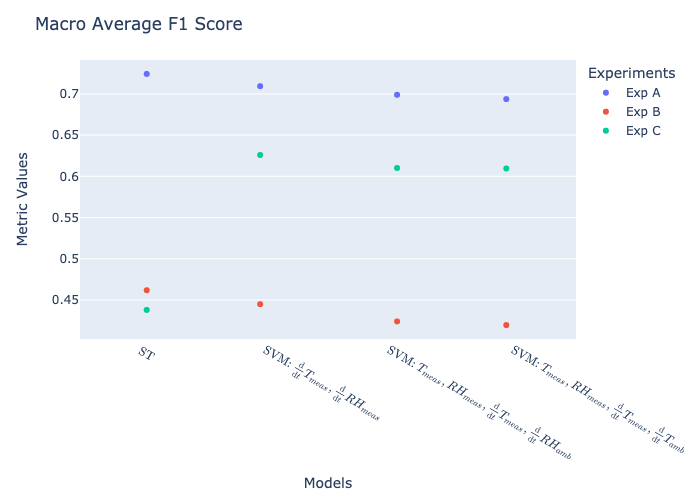 Macro Average F1 Score
Experiments
Exp A
Exp B
Exp C
Metric Values
0.7
0.65
0.6
0.55
0.5
0.45
ST
SVM: d/dt T_meas, d/dt RH_meas
SVM: T_meas, RH_meas, d/dt T_meas, d/dt RH_amb
SVM: T_meas, RH_meas, d/dt T_meas, d/dt T_amb
Models